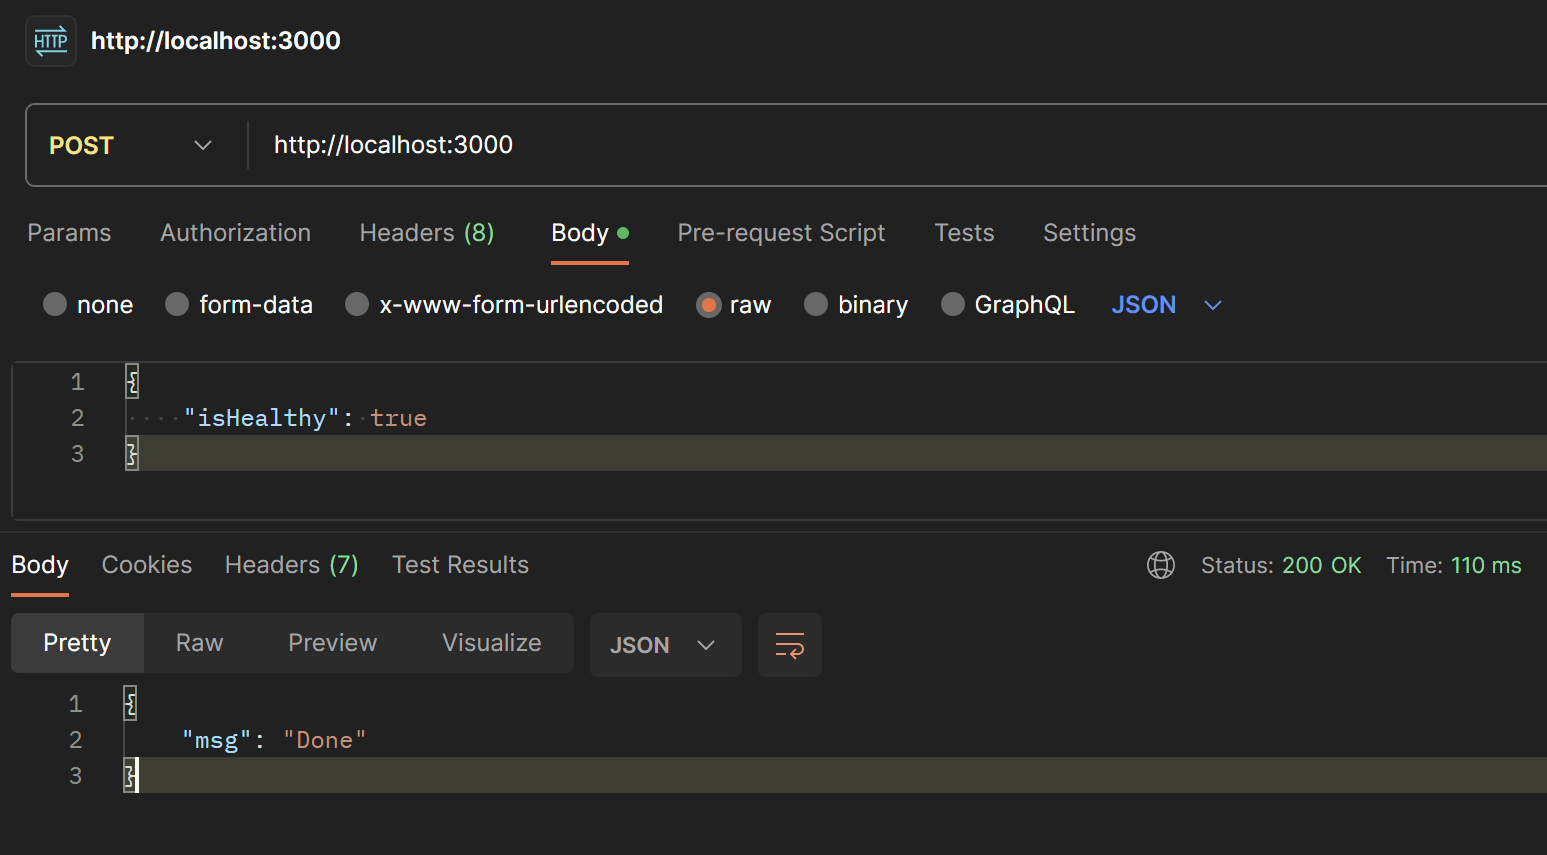 HTTP http://localhost:3000
POST http://localhost:3000
Params Authorization Headers (8) Body Pre-request Script Tests Settings
none form-data x-www-form-urlencoded raw binary GraphQL JSON
1 {
2 "isHealthy": true
3 }
Body Cookies Headers (7) Test Results Status: 200 OK Time: 110 ms
Pretty Raw Preview Visualize JSON
1 {
2 "msg": "Done"
3 }